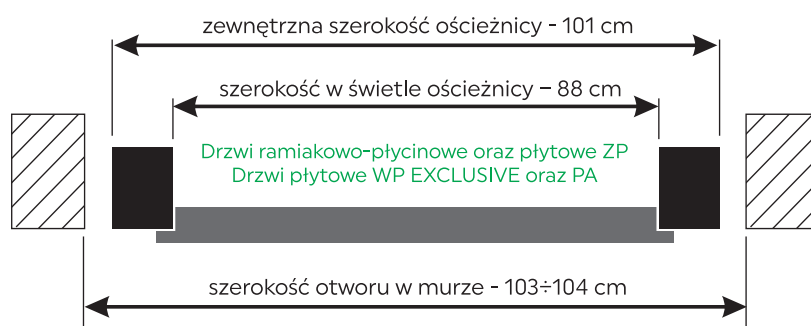 zewnętrzna szerokość ościeżnicy - 101 cm
szerokość w świetle ościeżnicy – 88 cm
Drzwi ramiakowo-płycinowe oraz płytowe ZP
Drzwi płytowe WP EXCLUSIVE oraz PA
szerokość otworu w murze - 103÷104 cm